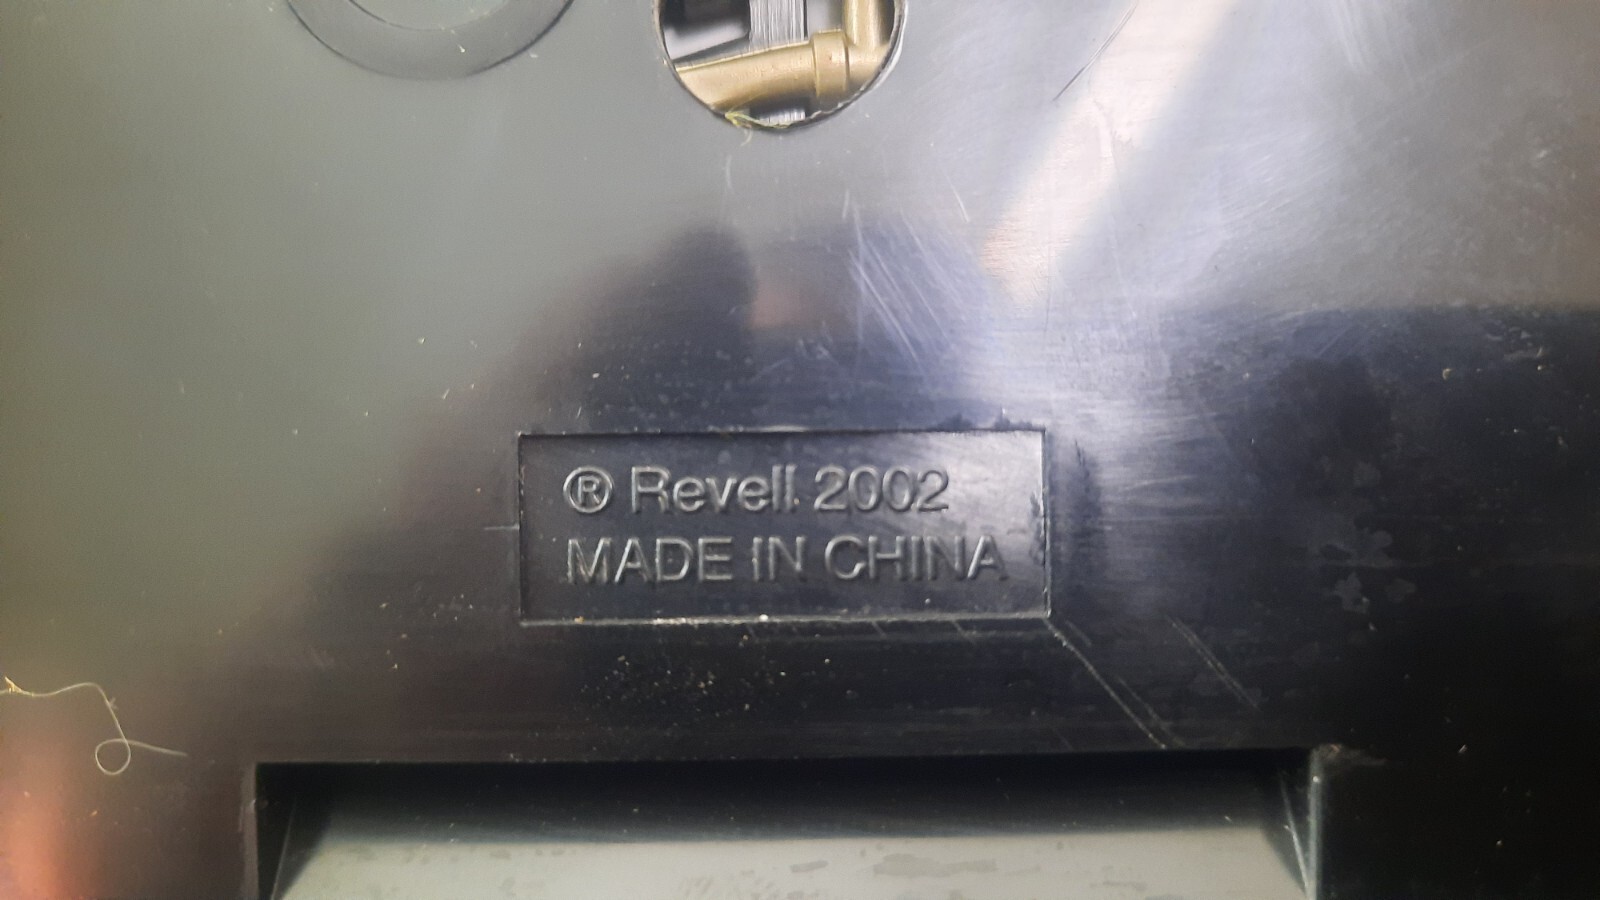 ® Revell 2002
MADE IN CHINA